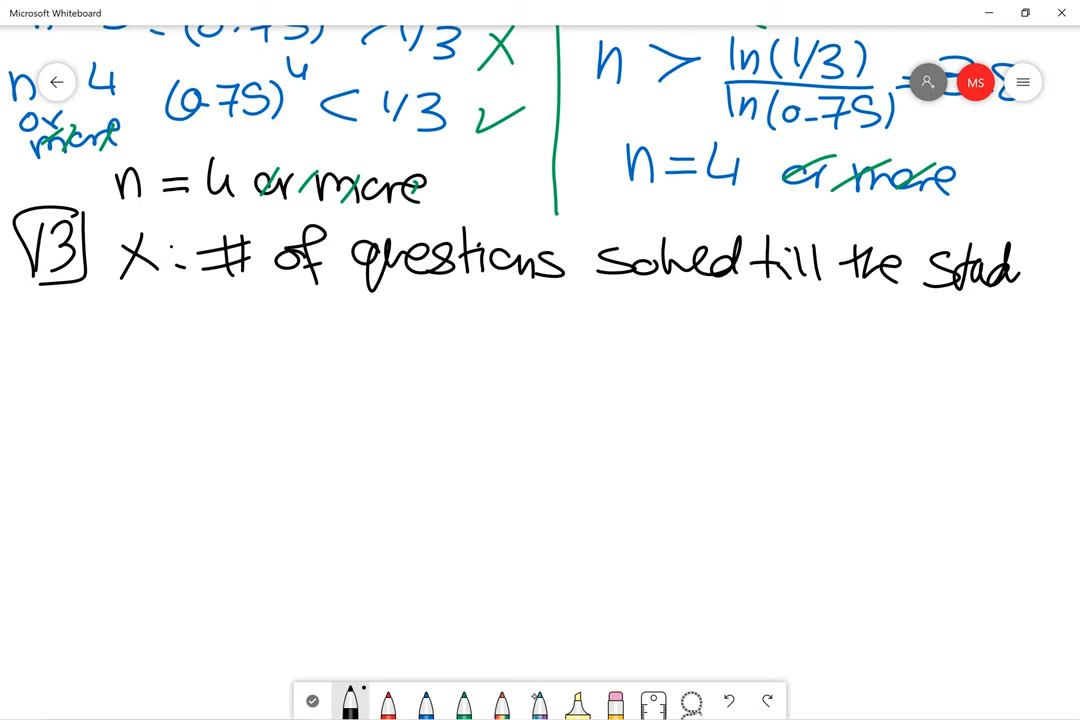 Microsoft Whiteboard
(0.75) > 1/3 X
n 4 (0.75)^4 < 1/3 ✓
or more
n = 4 or more
n > ln(1/3) / ln(0.75) =
MS
n = 4 or more
13 X : # of questions solved till the stud